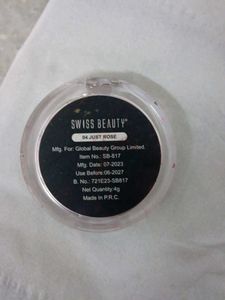 SWISS BEAUTY™
04 JUST ROSE
Mfg. For: Global Beauty Group Limited.
Item No.: SB-817
Mfg. Date: 07-2023
Use Before:06-2027
B. No.: 721E23-SB817
Net Quantity:4g
Made In P.R.C.